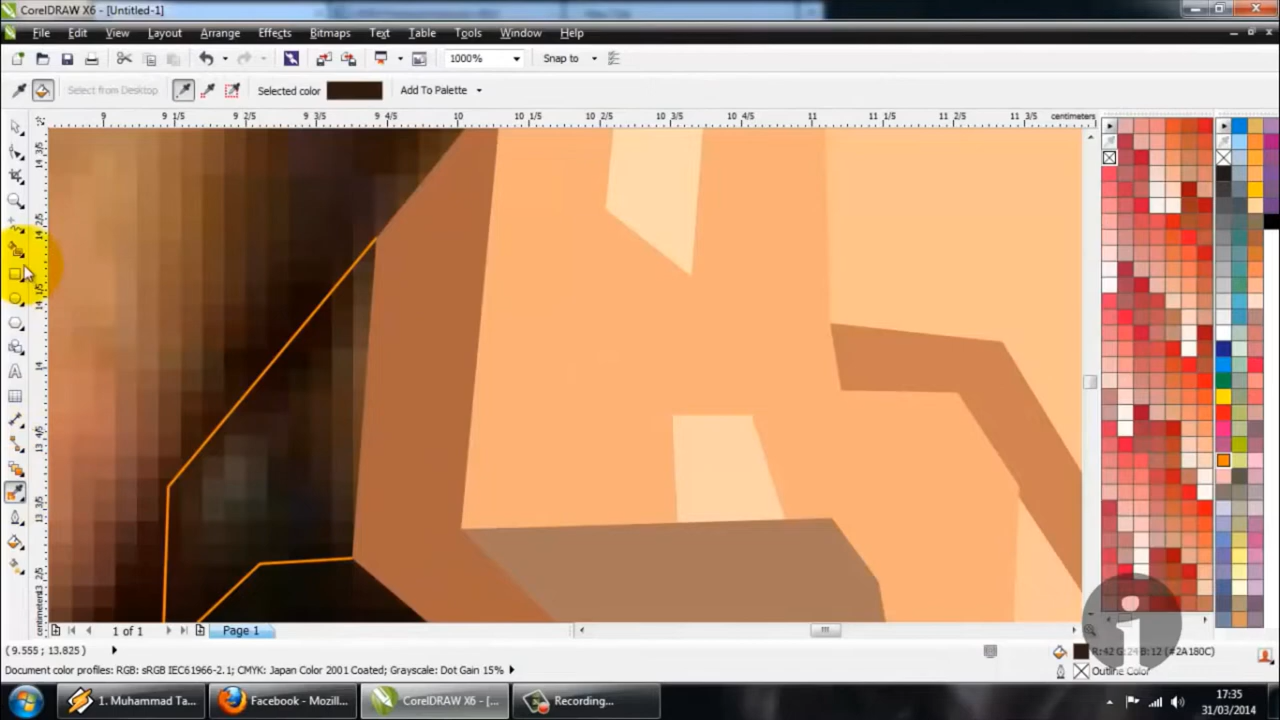 CorelDRAW X6 - [Untitled-1]
File Edit View Layout Arrange Effects Bitmaps Text Table Tools Window Help
1000% Snap to
Select from Desktop Selected color Add To Palette
9 9 1/5 9 3/5 9 4/5 10 10 1/5 10 2/5 10 3/5 10 4/5 11 11 1/5 11 2/5 11 3/5 centimeters
1 of 1 Page 1
( 9.555 ; 13.825 ) R:42 G:24 B:12 (#2A180C)
Document color profiles: RGB: sRGB IEC61966-2.1; CMYK: Japan Color 2001 Coated; Grayscale: Dot Gain 15% Outline Color
1. Muhammad Ta... Facebook - Mozill... CorelDRAW X6 - [... Recording... 17:35
31/03/2014